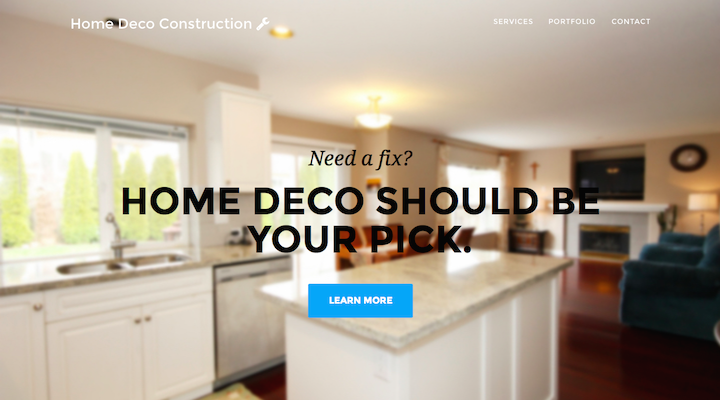 Home Deco Construction
SERVICES PORTFOLIO CONTACT
Need a fix?
HOME DECO SHOULD BE
YOUR PICK.
LEARN MORE